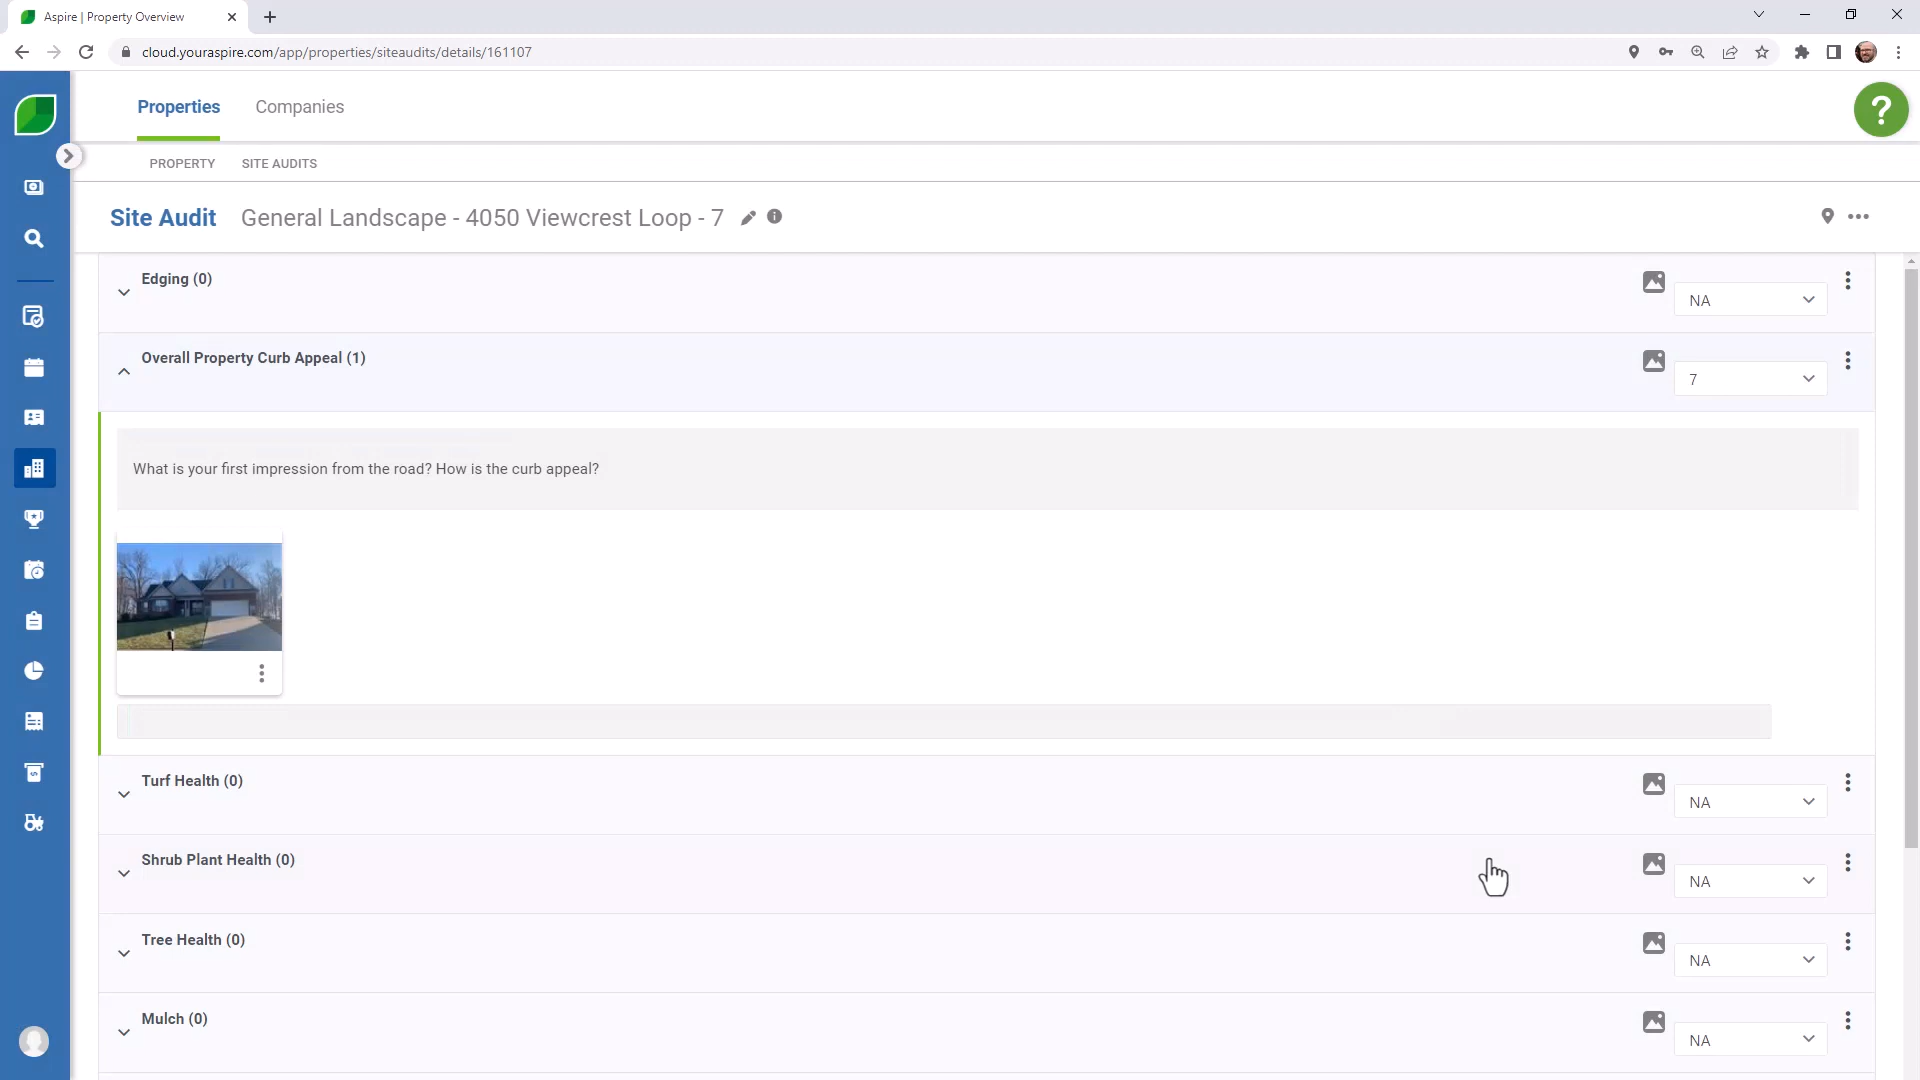 Aspire | Property Overview
cloud.youraspire.com/app/properties/siteaudits/details/161107
Properties Companies
?
PROPERTY SITE AUDITS
Site Audit General Landscape - 4050 Viewcrest Loop - 7
Edging (0)
NA
Overall Property Curb Appeal (1)
7
What is your first impression from the road? How is the curb appeal?
Turf Health (0)
NA
Shrub Plant Health (0)
NA
Tree Health (0)
NA
Mulch (0)
NA